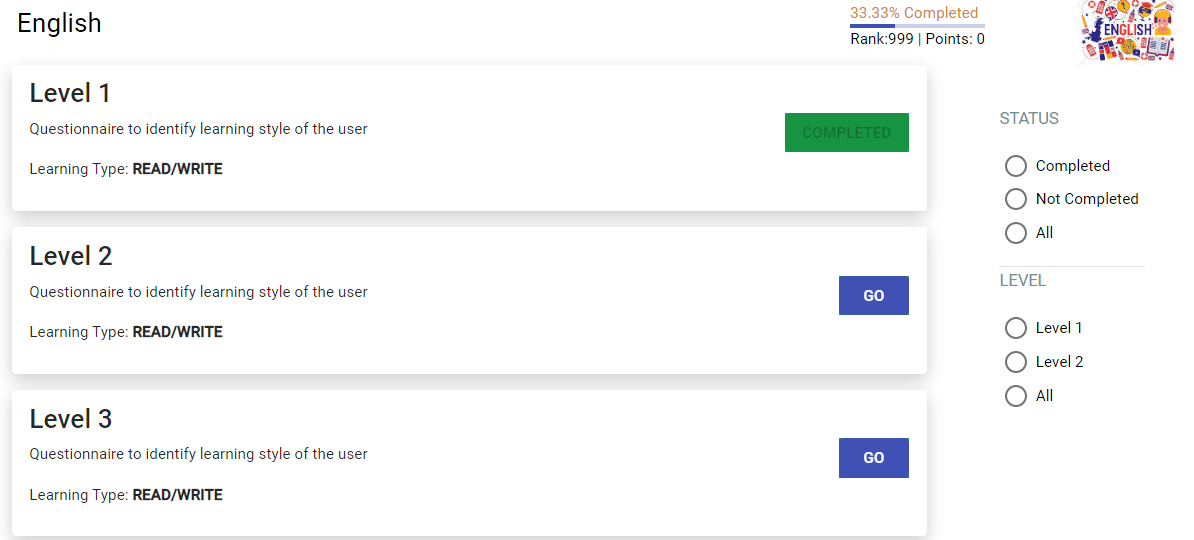 English
33.33% Completed
Rank:999 | Points: 0
ENGLISH
Level 1
Questionnaire to identify learning style of the user
COMPLETED
Learning Type: READ/WRITE
Level 2
Questionnaire to identify learning style of the user
GO
Learning Type: READ/WRITE
Level 3
Questionnaire to identify learning style of the user
GO
Learning Type: READ/WRITE
STATUS
Completed
Not Completed
All
LEVEL
Level 1
Level 2
All